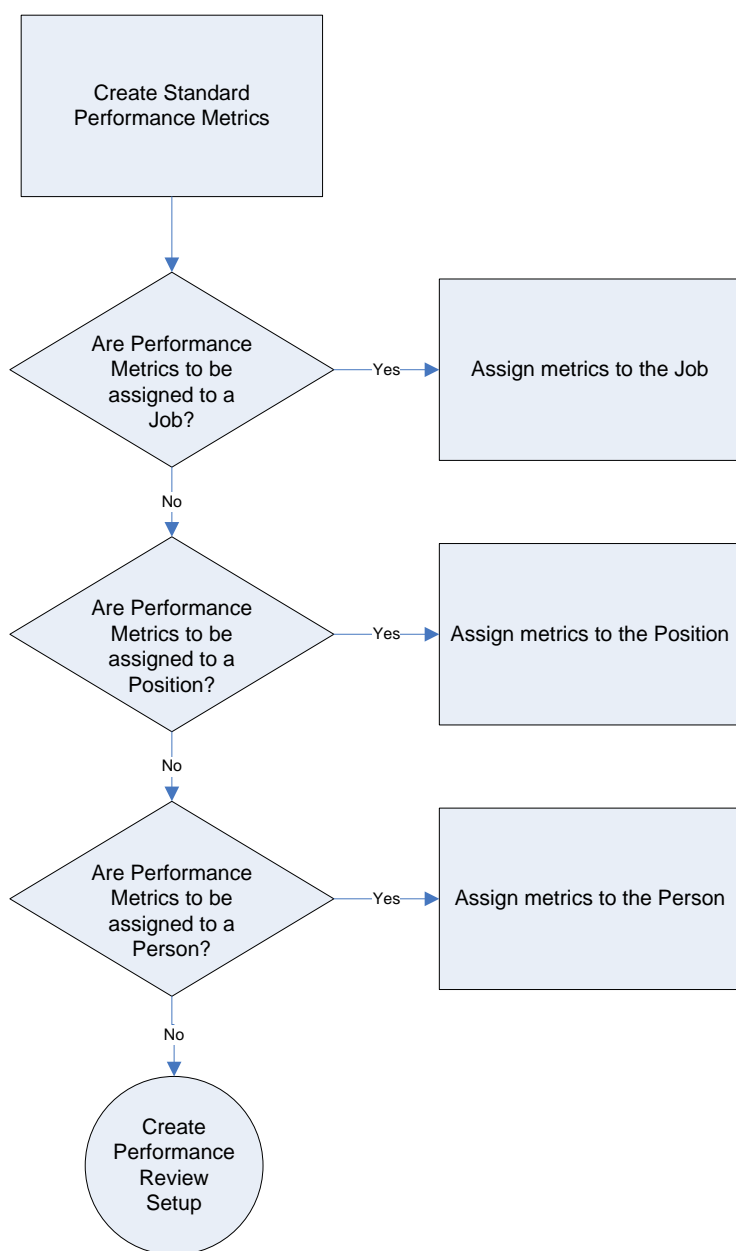 Create Standard
Performance Metrics
Are Performance
Metrics to be
assigned to a
Job?
Yes
Assign metrics to the Job
No
Are Performance
Metrics to be
assigned to a
Position?
Yes
Assign metrics to the Position
No
Are Performance
Metrics to be
assigned to a
Person?
Yes
Assign metrics to the Person
No
Create
Performance
Review
Setup